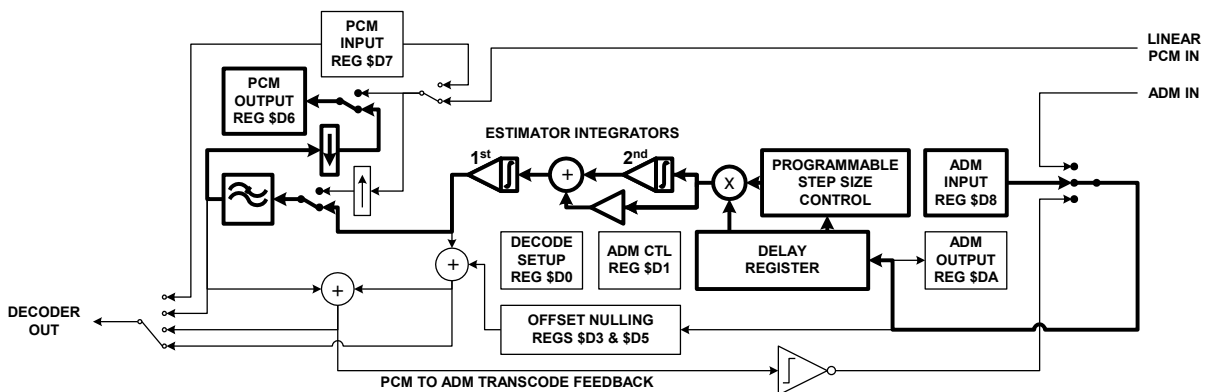 PCM
INPUT
REG $D7
LINEAR
PCM IN
PCM
OUTPUT
REG $D6
ADM IN
ESTIMATOR INTEGRATORS
1st
2nd
+
X
PROGRAMMABLE
STEP SIZE
CONTROL
ADM
INPUT
REG $D8
DECODE
SETUP
REG $D0
ADM CTL
REG $D1
DELAY
REGISTER
ADM
OUTPUT
REG $DA
+
+
DECODER
OUT
OFFSET NULLING
REGS $D3 & $D5
PCM TO ADM TRANSCODE FEEDBACK